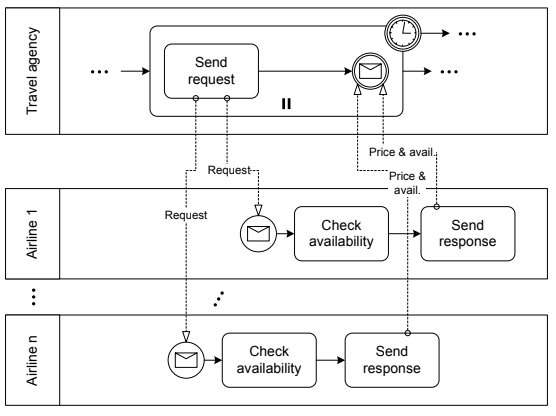 Travel agency
Send
request
Price & avail.
Price &
avail.
Request
Request
Airline 1
Check
availability
Send
response
Airline n
Check
availability
Send
response